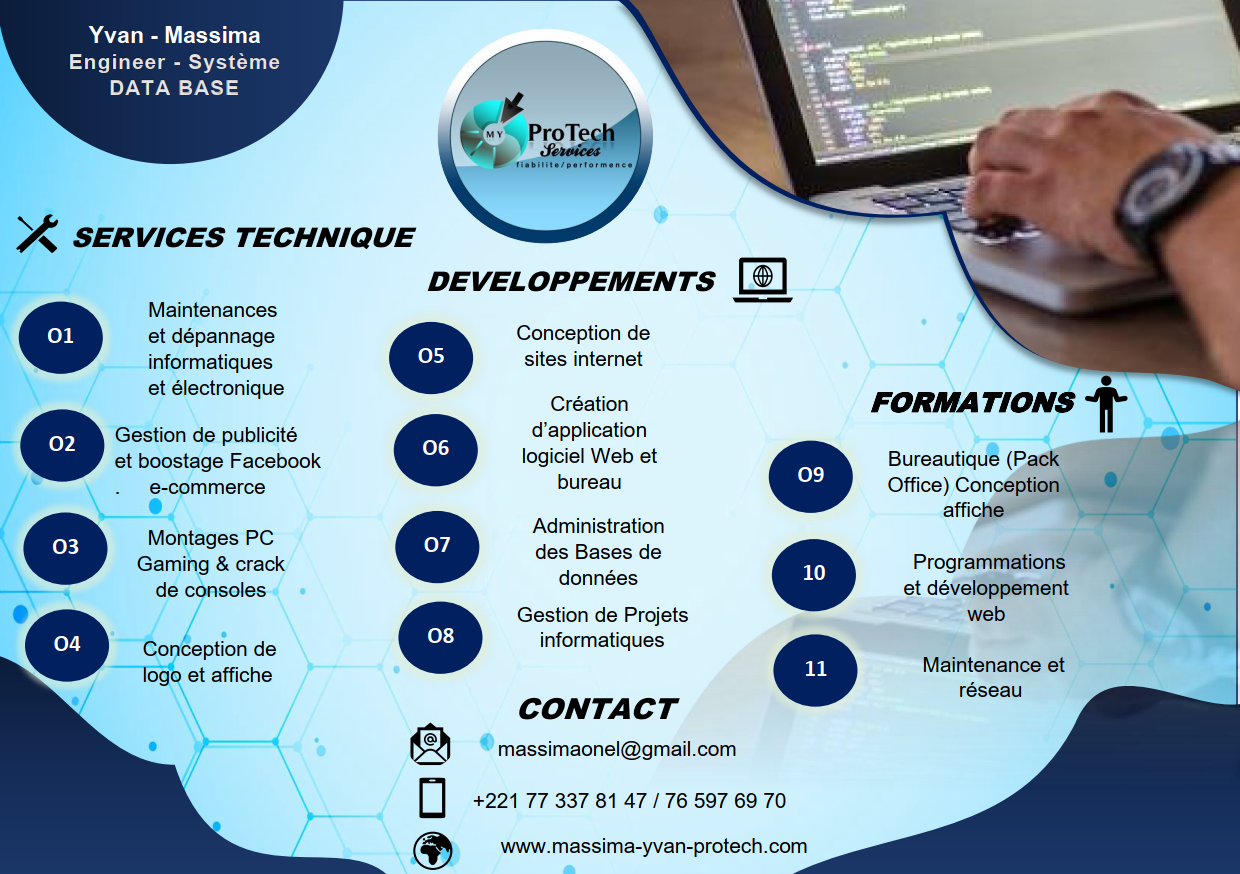 Yvan - Massima
Engineer - Système
DATA BASE
MY
ProTech
Services
fiabilite/performence
SERVICES TECHNIQUE
O1
Maintenances
et dépannage
informatiques
et électronique
O2
Gestion de publicité
et boostage Facebook
. e-commerce
O3
Montages PC
Gaming & crack
de consoles
O4
Conception de
logo et affiche
DEVELOPPEMENTS
O5
Conception de
sites internet
O6
Création
d’application
logiciel Web et
bureau
O7
Administration
des Bases de
données
O8
Gestion de Projets
informatiques
FORMATIONS
O9
Bureautique (Pack
Office) Conception
affiche
10
Programmations
et développement
web
11
Maintenance et
réseau
CONTACT
massimaonel@gmail.com
+221 77 337 81 47 / 76 597 69 70
www.massima-yvan-protech.com